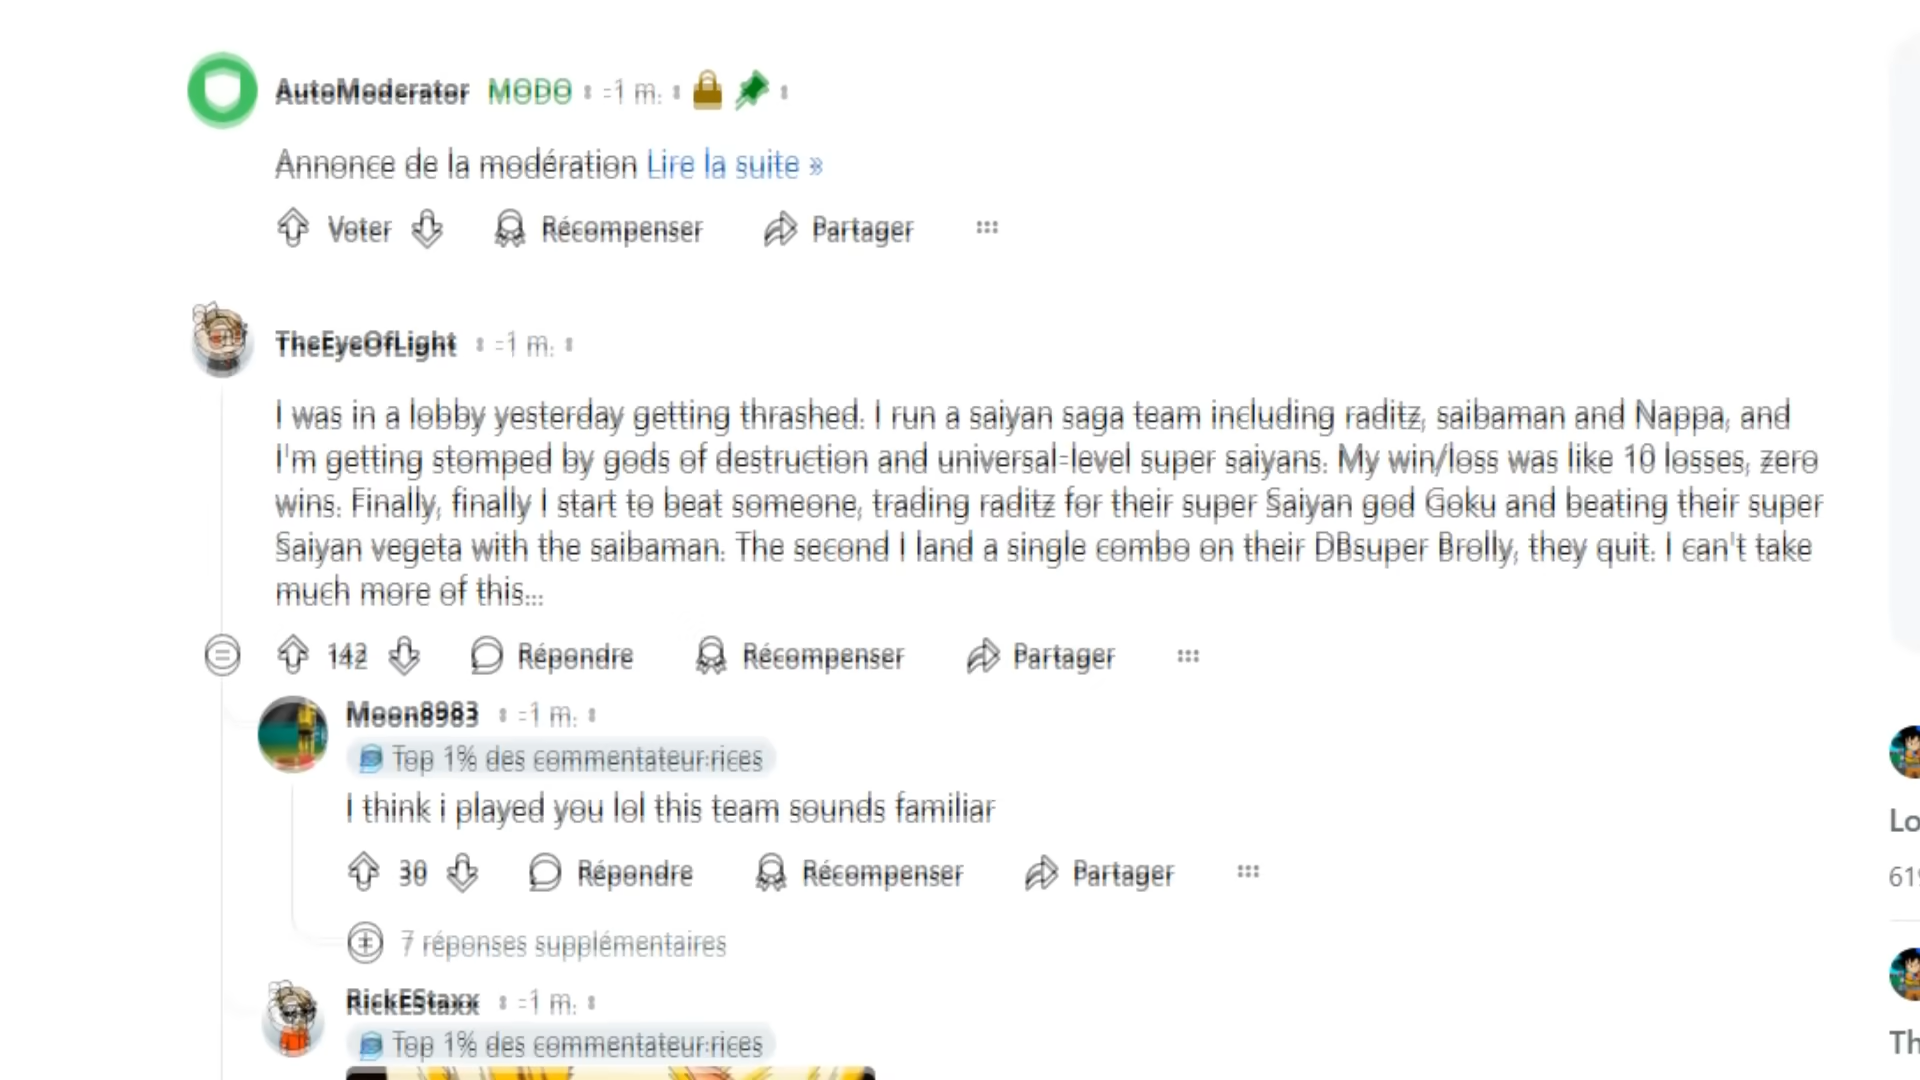 AutoModerator MODO • 1 m. •
Annonce de la modération Lire la suite »
Voter Récompenser Partager ...
TheEyeOfLight • 1 m. •
I was in a lobby yesterday getting thrashed. I run a saiyan saga team including raditz, saibaman and Nappa, and
I'm getting stomped by gods of destruction and universal-level super saiyans. My win/loss was like 10 losses, zero
wins. Finally, finally I start to beat someone, trading raditz for their super Saiyan god Goku and beating their super
Saiyan vegeta with the saibaman. The second I land a single combo on their DBsuper Brolly, they quit. I can't take
much more of this...
142 Répondre Récompenser Partager ...
Moon8983 • 1 m. •
Top 1% des commentateur·rices
I think i played you lol this team sounds familiar
30 Répondre Récompenser Partager ...
7 réponses supplémentaires
RickEStaxx • 1 m. •
Top 1% des commentateur·rices
Lo
619
Th